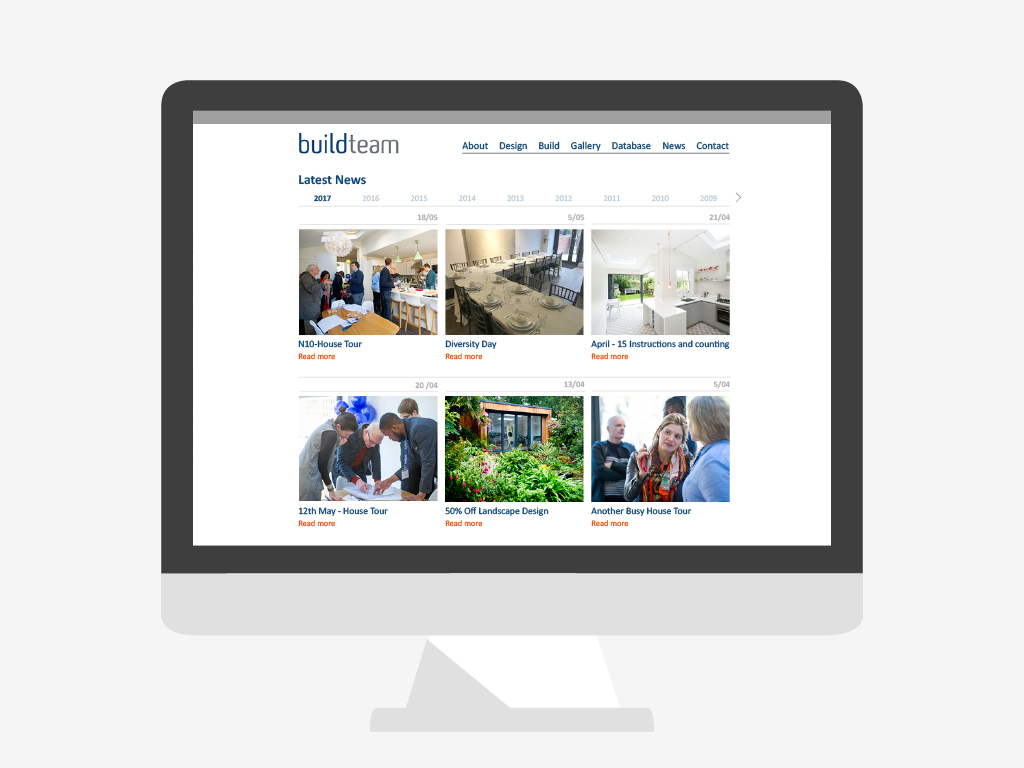 buildteam
About Design Build Gallery Database News Contact
Latest News
2017 2016 2015 2014 2013 2012 2011 2010 2009
18/05 5/05 21/04
N10-House Tour Diversity Day April - 15 Instructions and counting
Read more Read more Read more
20 /04 13/04 5/04
12th May - House Tour 50% Off Landscape Design Another Busy House Tour
Read more Read more Read more